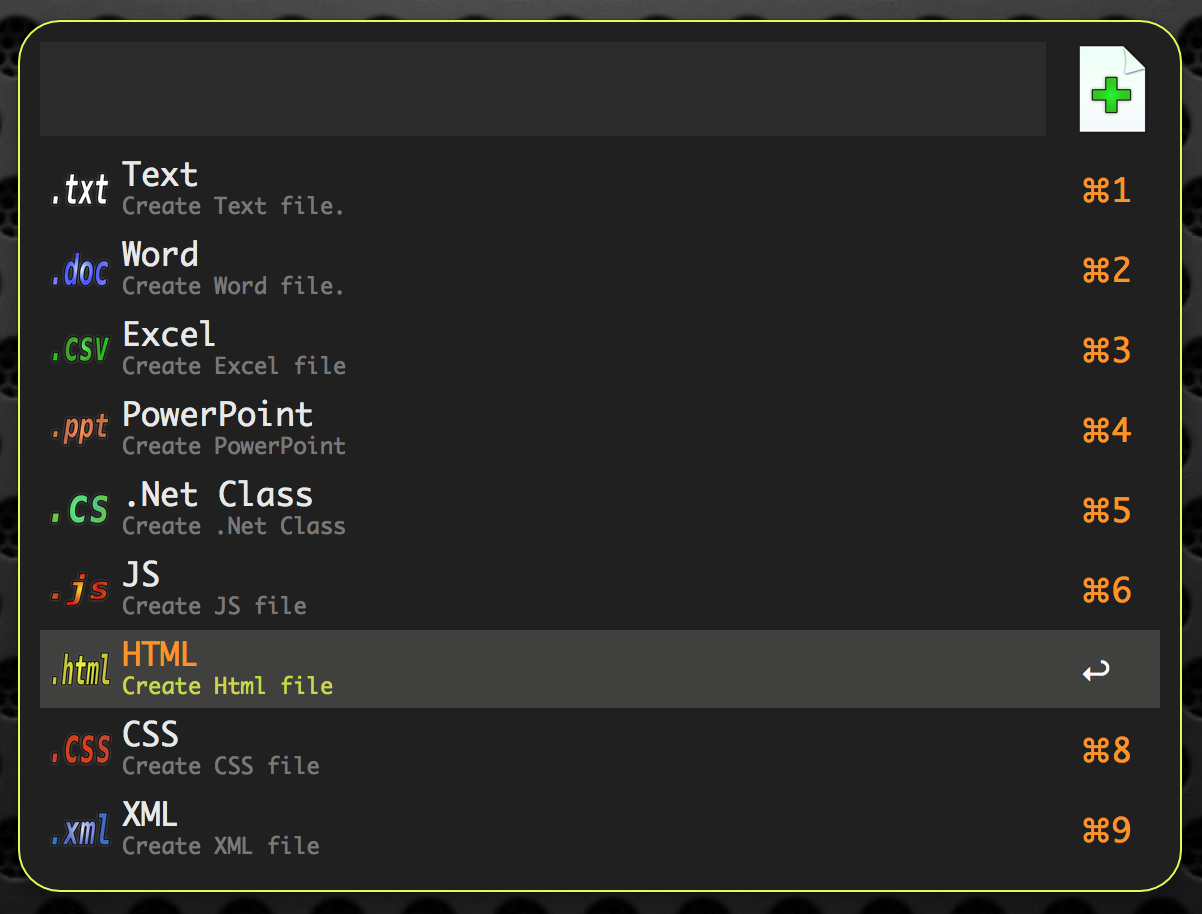 .txt Text ⌘1
Create Text file.
.doc Word ⌘2
Create Word file.
.csv Excel ⌘3
Create Excel file
.ppt PowerPoint ⌘4
Create PowerPoint
.cs .Net Class ⌘5
Create .Net Class
.js JS ⌘6
Create JS file
.html HTML ↩
Create Html file
.css CSS ⌘8
Create CSS file
.xml XML ⌘9
Create XML file